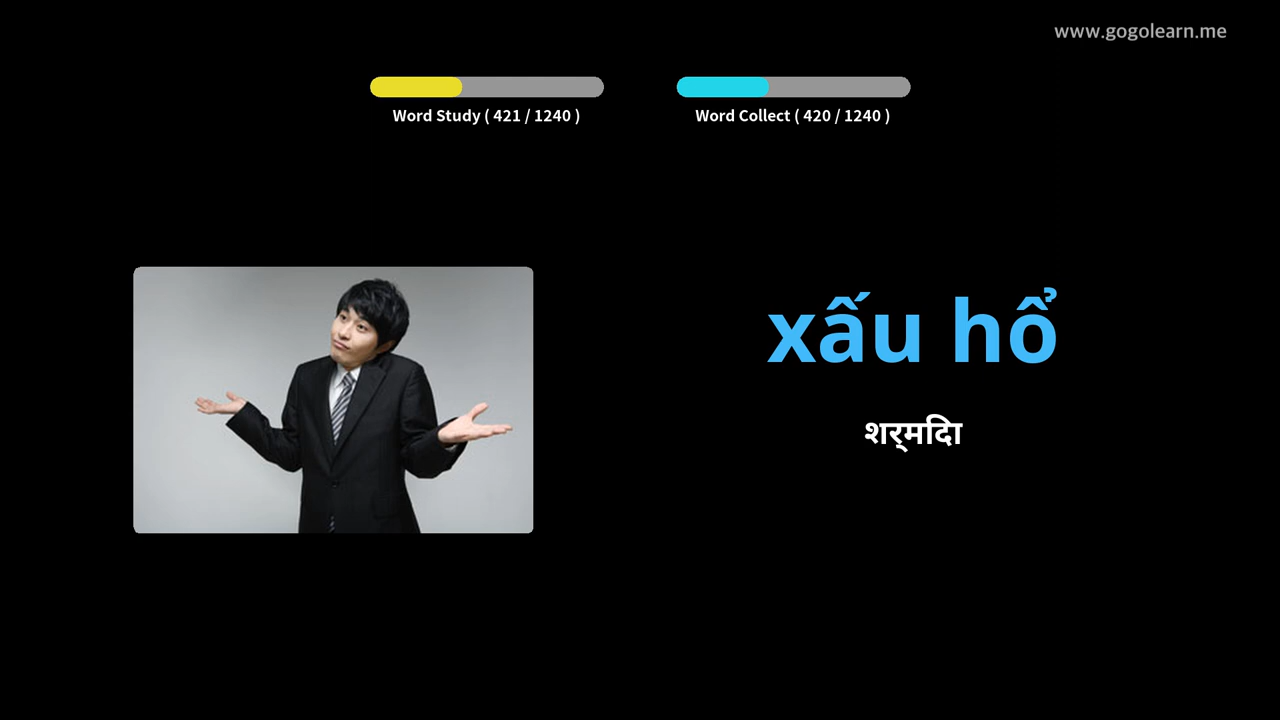 www.gogolearn.me
Word Study ( 421 / 1240 )
Word Collect ( 420 / 1240 )
xấu hổ
शर्मिदा